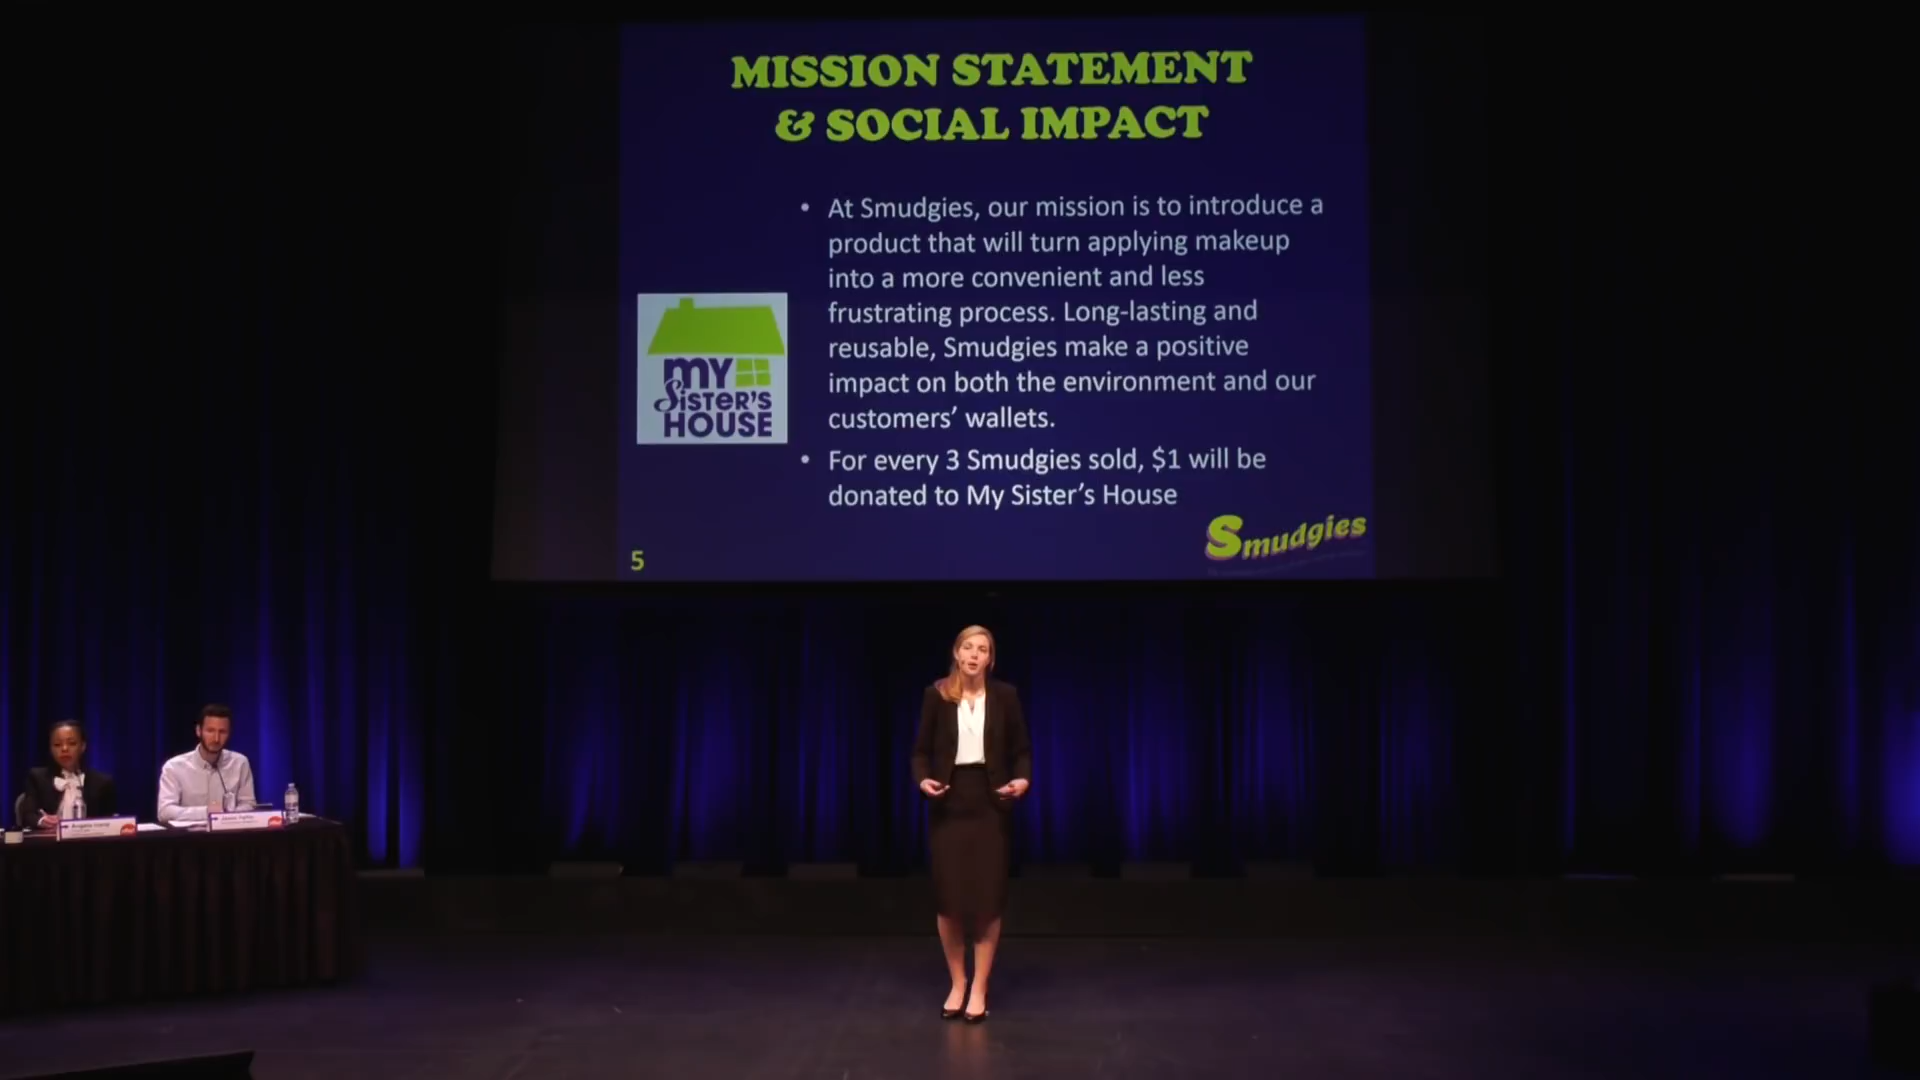 MISSION STATEMENT
& SOCIAL IMPACT
• At Smudgies, our mission is to introduce a
product that will turn applying makeup
into a more convenient and less
frustrating process. Long-lasting and
reusable, Smudgies make a positive
impact on both the environment and our
customers’ wallets.
• For every 3 Smudgies sold, $1 will be
donated to My Sister’s House
my
Sister's
House
Smudgies
5